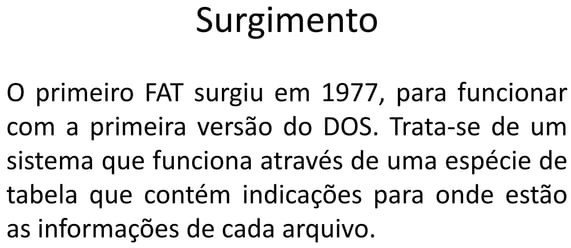 Surgimento
O primeiro FAT surgiu em 1977, para funcionar
com a primeira versão do DOS. Trata-se de um
sistema que funciona através de uma espécie de
tabela que contém indicações para onde estão
as informações de cada arquivo.